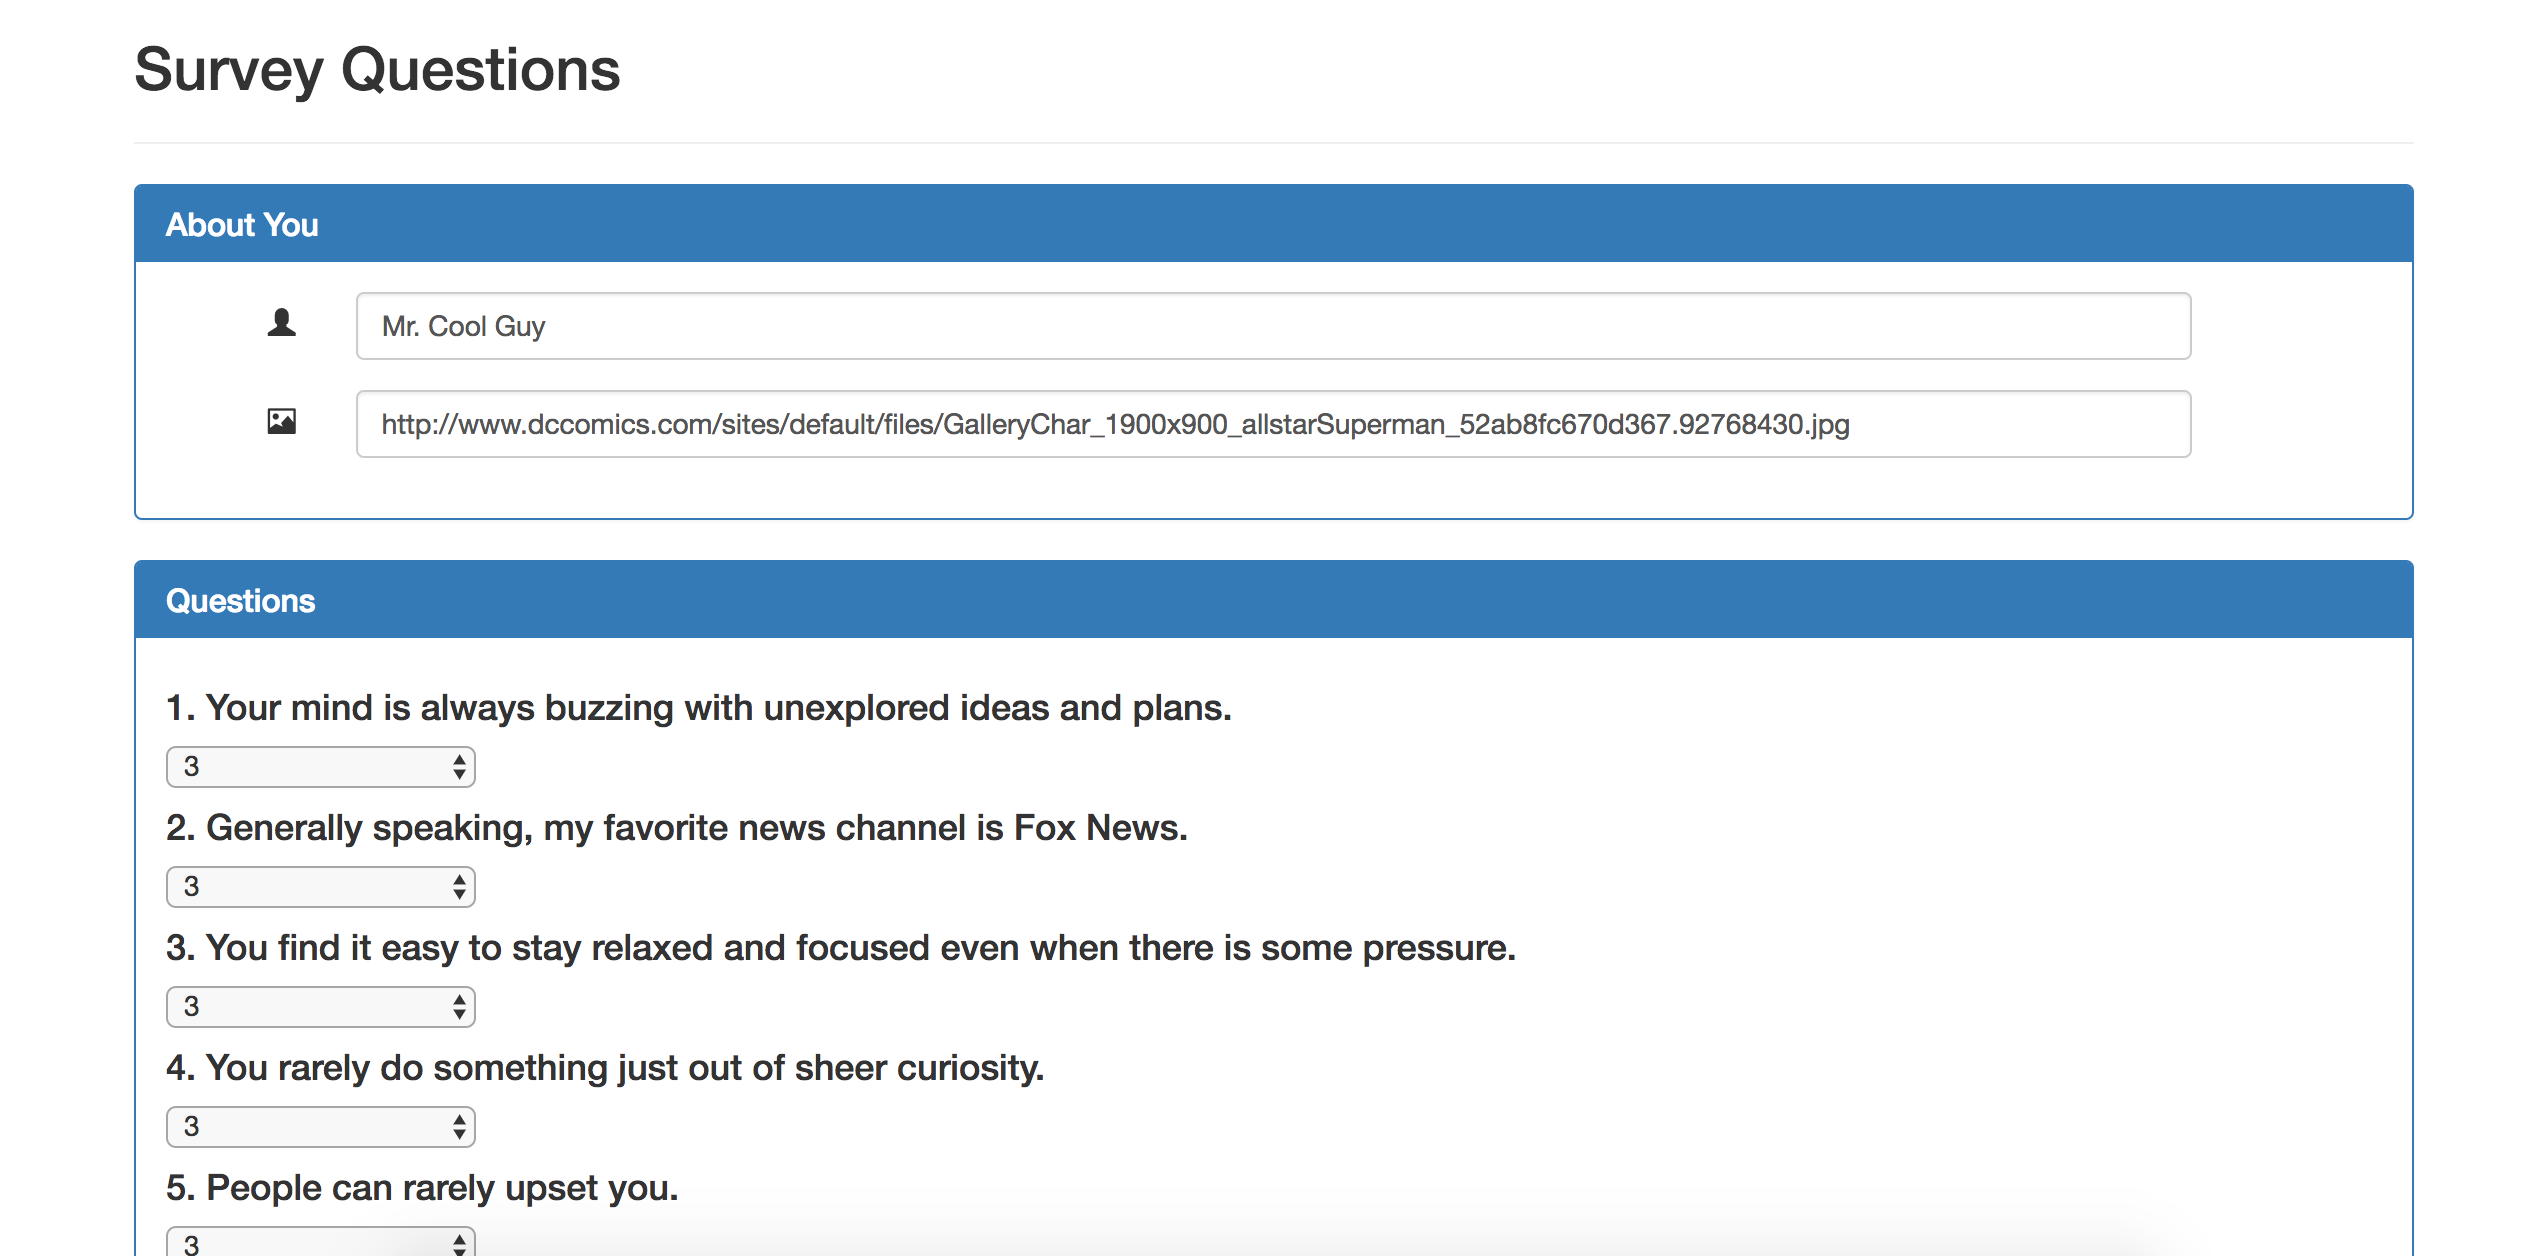 Survey Questions
About You
Mr. Cool Guy
http://www.dccomics.com/sites/default/files/GalleryChar_1900x900_allstarSuperman_52ab8fc670d367.92768430.jpg
Questions
1. Your mind is always buzzing with unexplored ideas and plans.
3
2. Generally speaking, my favorite news channel is Fox News.
3
3. You find it easy to stay relaxed and focused even when there is some pressure.
3
4. You rarely do something just out of sheer curiosity.
3
5. People can rarely upset you.
3